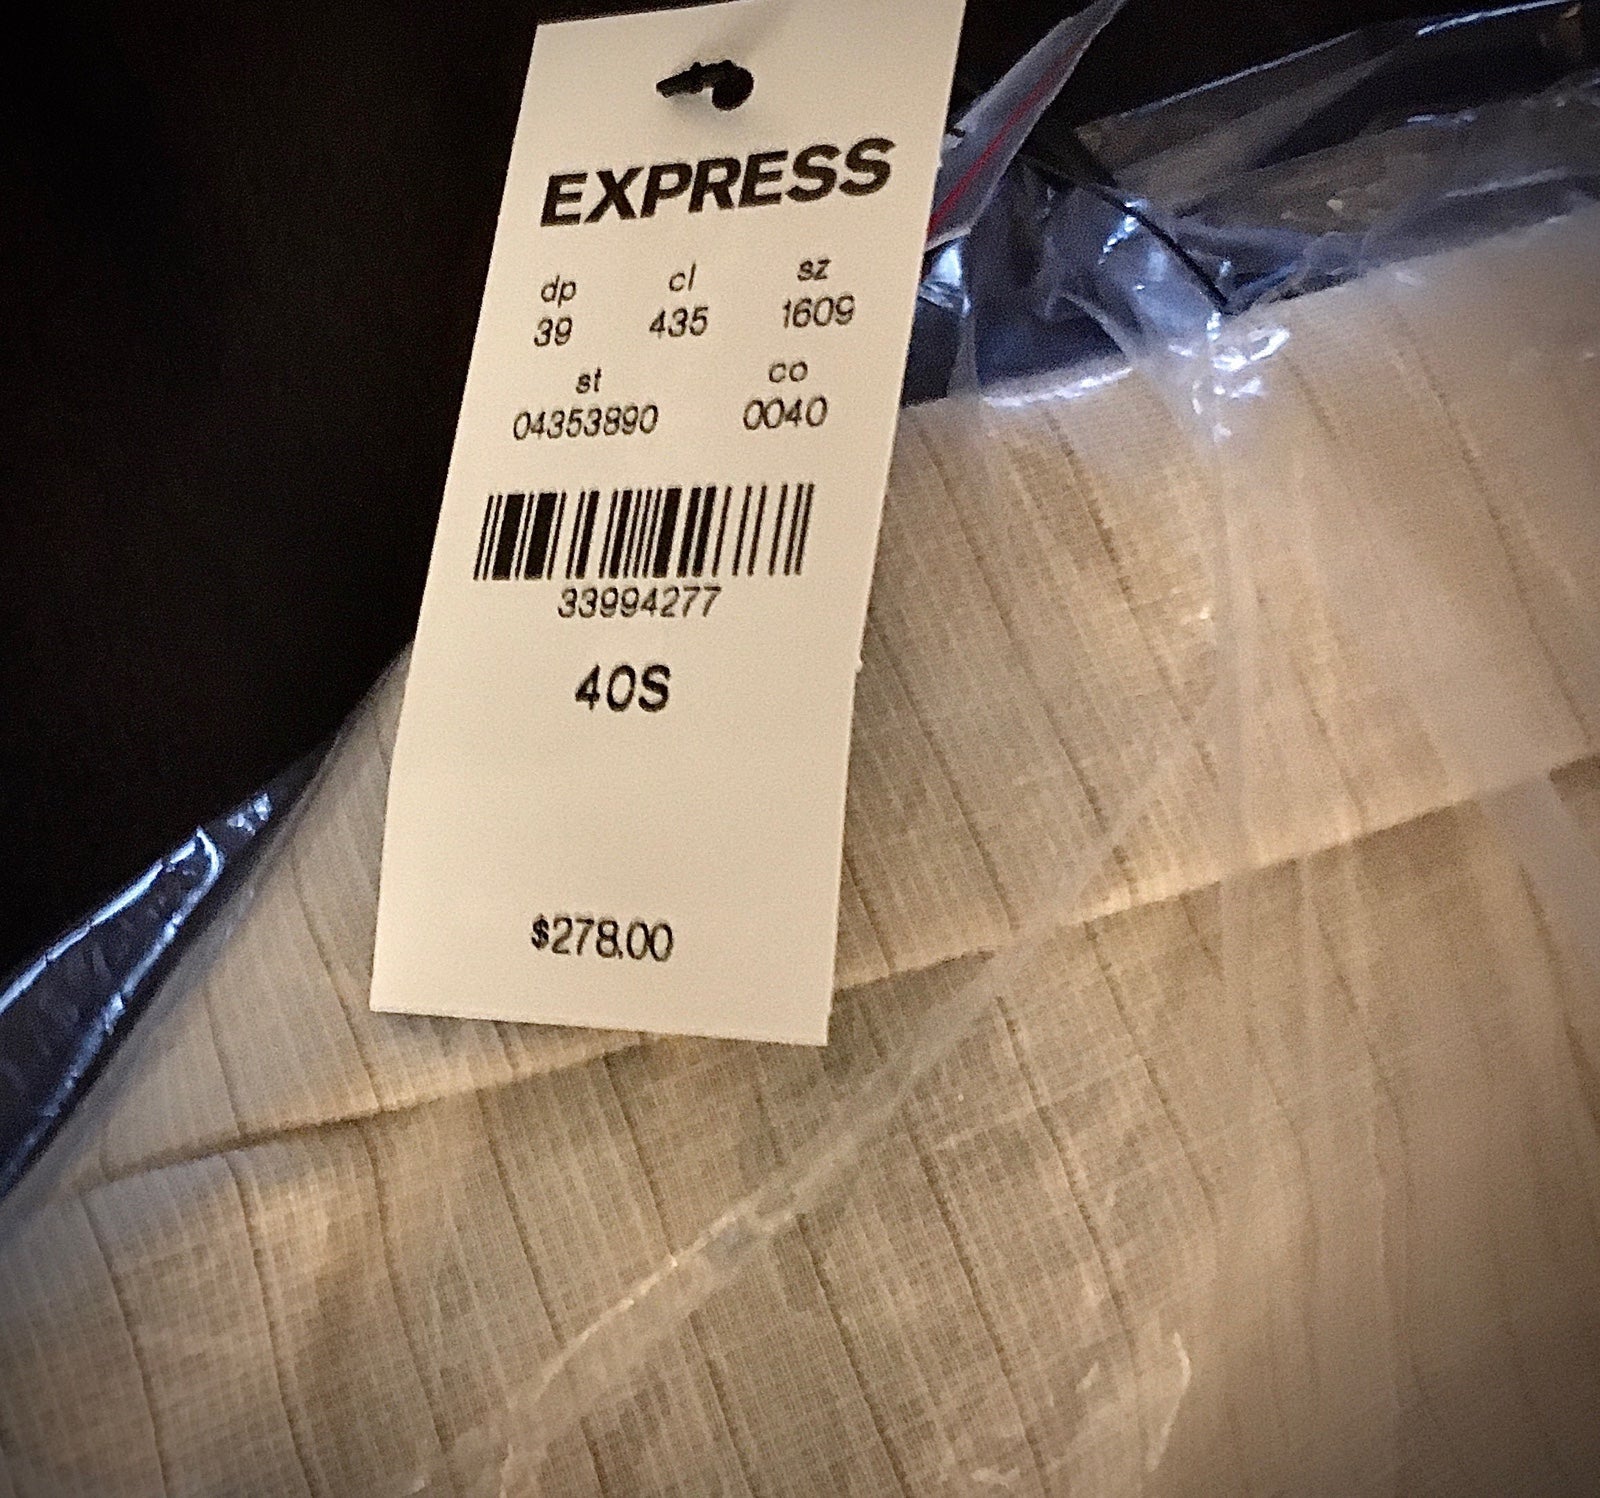 EXPRESS
dp cl sz
39 435 1609
st co
04353890 0040
33994277
40S
$278.00